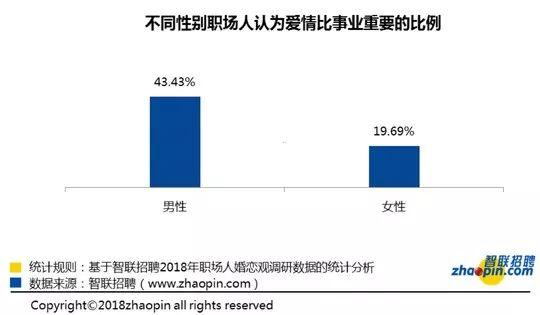 不同性别职场人认为爱情比事业重要的比例
43.43%
19.69%
男性
女性
统计规则：基于智联招聘2018年职场人婚恋观调研数据的统计分析
数据来源：智联招聘（www.zhaopin.com）
智联招聘
zhaopin.com
Copyright©2018zhaopin all rights reserved